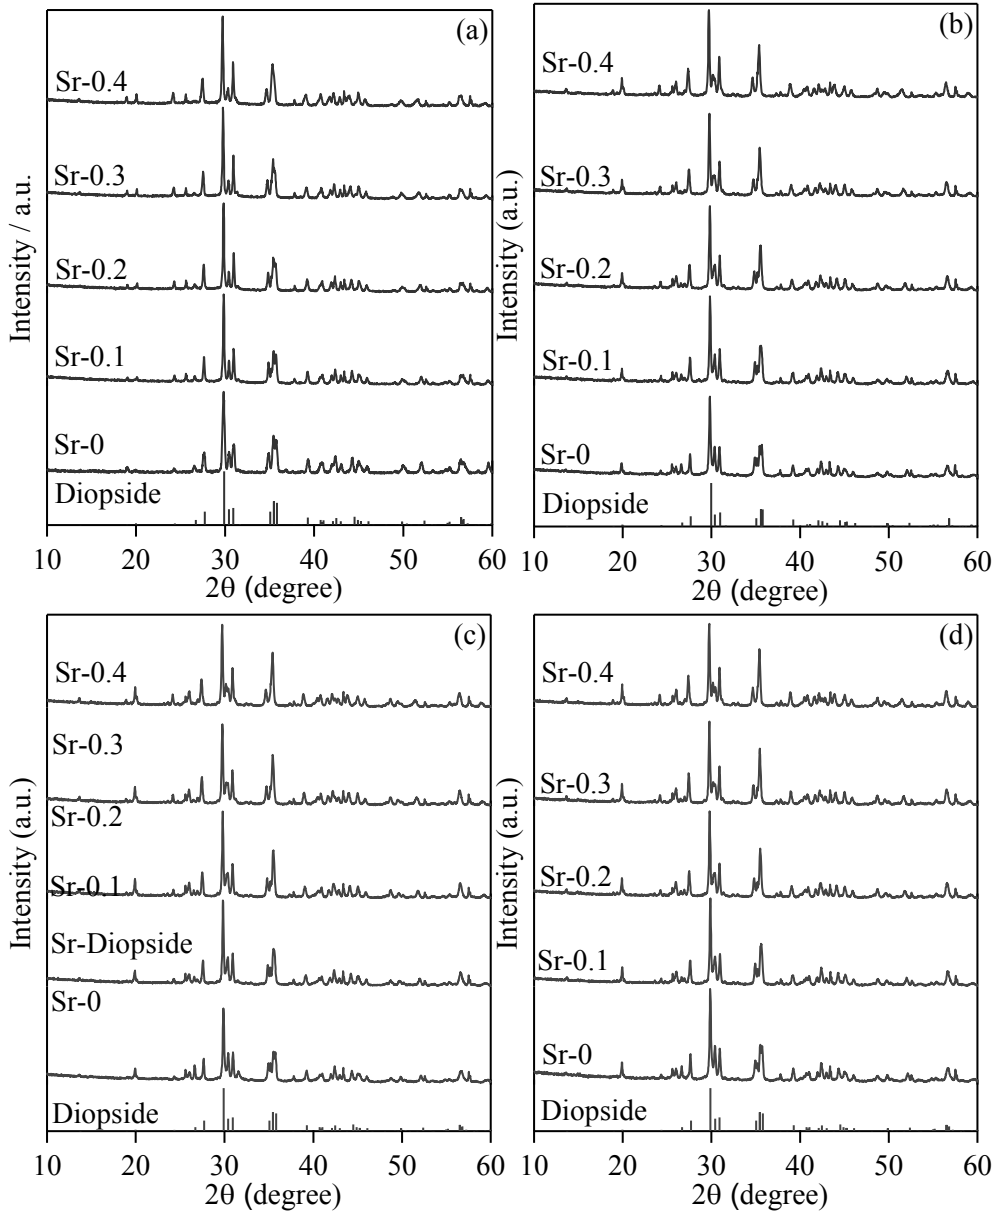 (a)
Sr-0.4
Sr-0.3
Sr-0.2
Sr-0.1
Sr-0
Diopside
Intensity / a.u.
10 20 30 40 50 60
2θ (degree)
(b)
Sr-0.4
Sr-0.3
Sr-0.2
Sr-0.1
Sr-0
Diopside
Intensity (a.u.)
10 20 30 40 50 60
2θ (degree)
(c)
Sr-0.4
Sr-0.3
Sr-0.2
Sr-0.1
Sr-Diopside
Sr-0
Diopside
Intensity (a.u.)
10 20 30 40 50 60
2θ (degree)
(d)
Sr-0.4
Sr-0.3
Sr-0.2
Sr-0.1
Sr-0
Diopside
Intensity (a.u.)
10 20 30 40 50 60
2θ (degree)